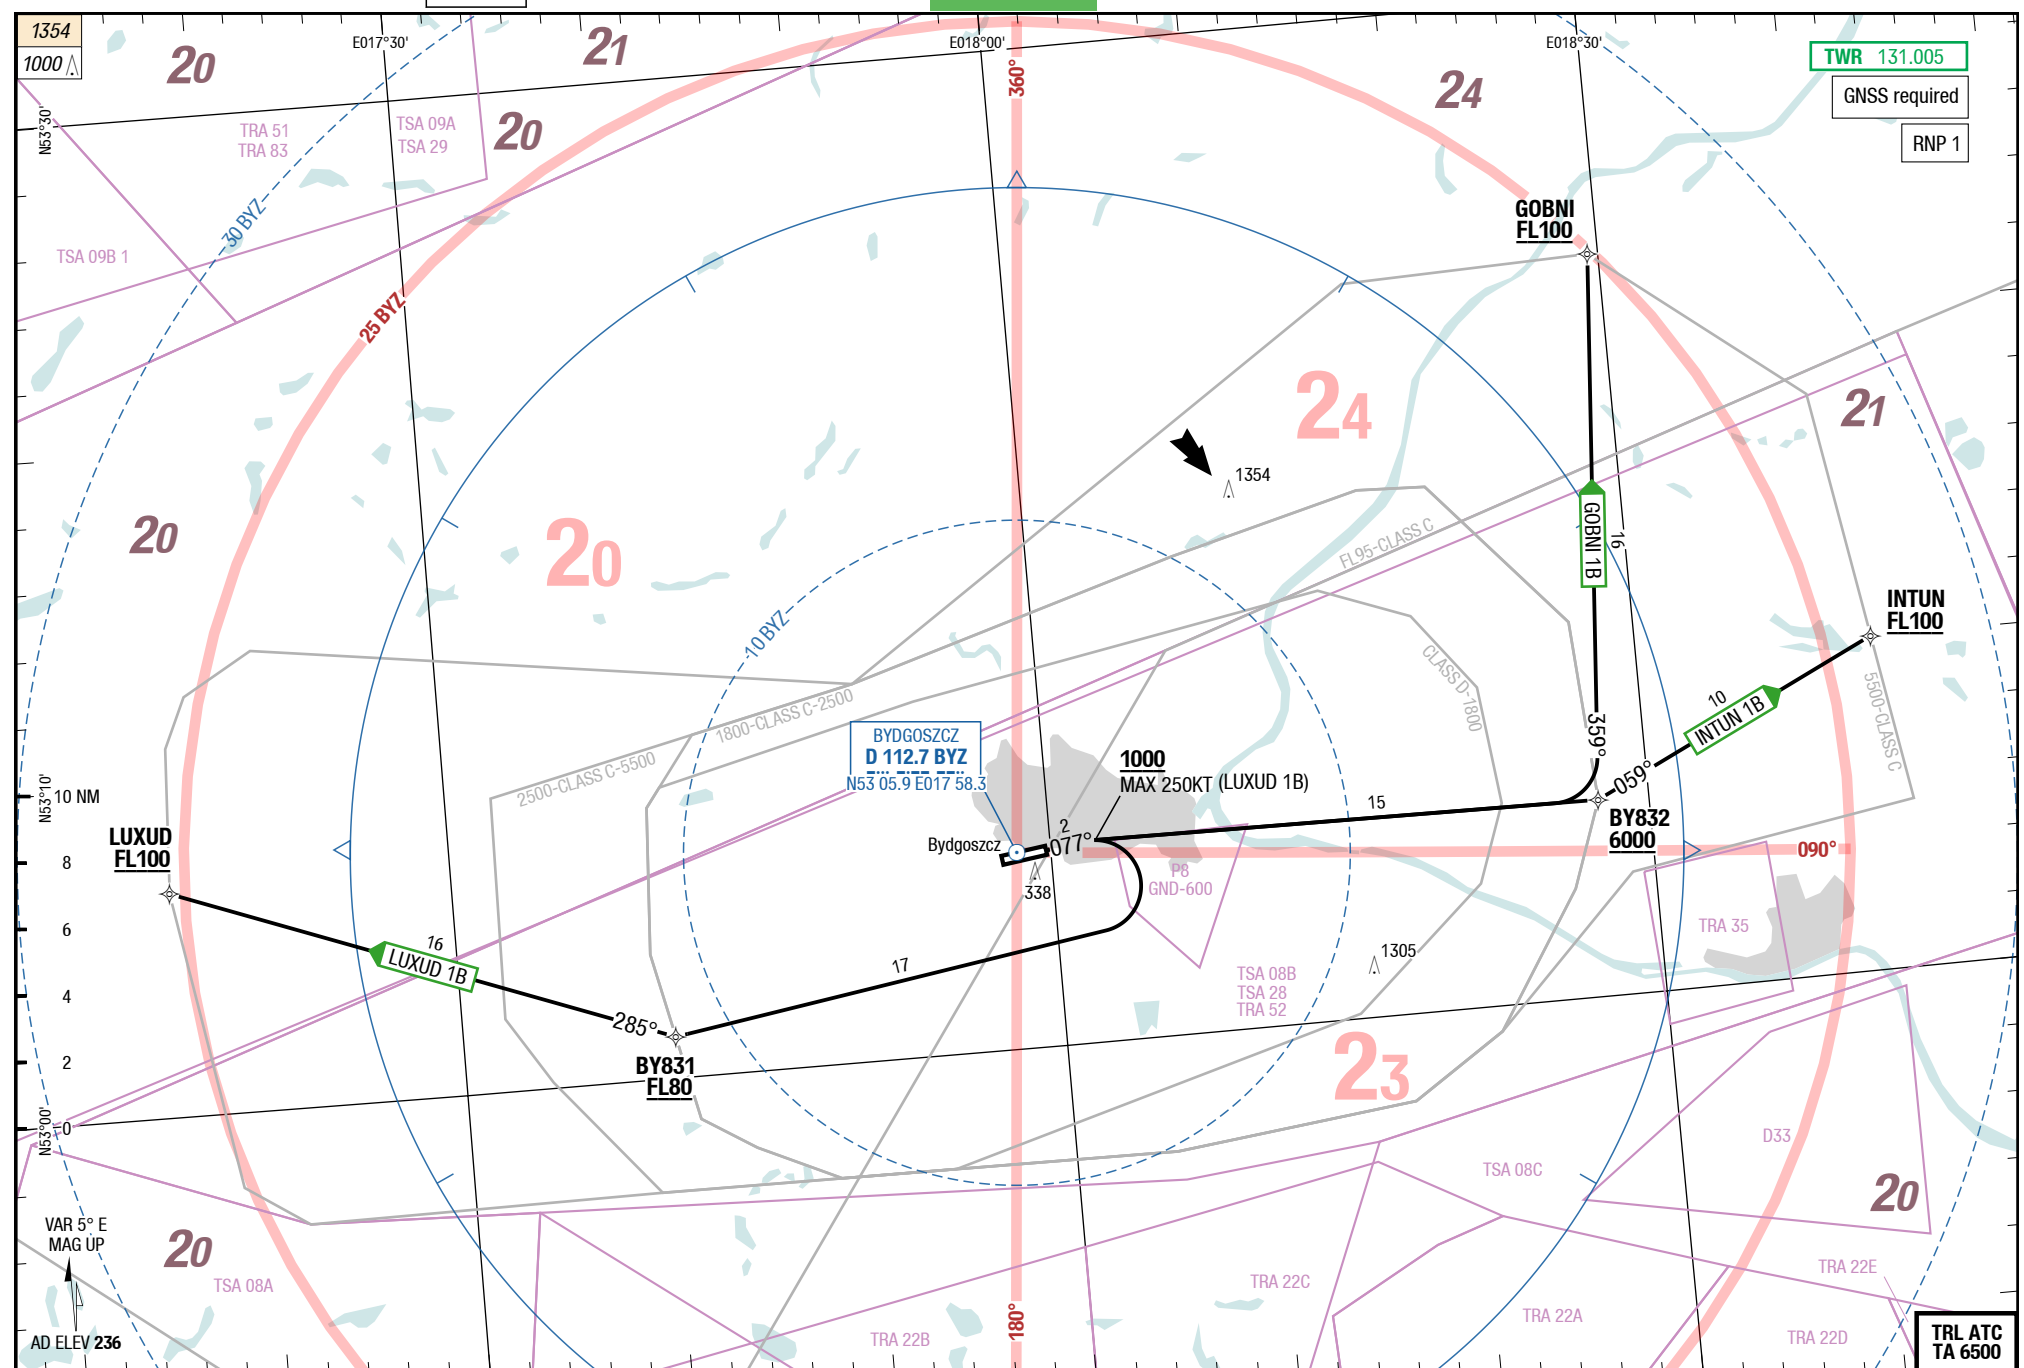 1354
1000
E017°30'
E018°00'
E018°30'
TWR 131.005
GNSS required
RNP 1
20
21
20
24
360°
N53°30'
TRA 51
TRA 83
TSA 09A
TSA 29
TSA 09B 1
30 BYZ
25 BYZ
GOBNI
FL100
24
21
1354
20
20
FL95-CLASS C
GOBNI 1B
16
10 BYZ
INTUN
FL100
CLASS D-1800
5500-CLASS C
1800-CLASS C-2500
2500-CLASS C-5500
10
INTUN 1B
359°
059°
BYDGOSZCZ
D 112.7 BYZ
N53 05.9 E017 58.3
1000
MAX 250KT (LUXUD 1B)
15
N53°10'
10 NM
8
6
4
2
0
LUXUD
FL100
Bydgoszcz
2
077°
BY832
6000
090°
338
P8
GND-600
TRA 35
16
LUXUD 1B
17
1305
TSA 08B
TSA 28
TRA 52
285°
BY831
FL80
23
N53°00'
D33
TSA 08C
20
VAR 5° E
MAG UP
20
TSA 08A
AD ELEV 236
TRA 22B
180°
TRA 22C
TRA 22A
TRA 22E
TRA 22D
TRL ATC
TA 6500